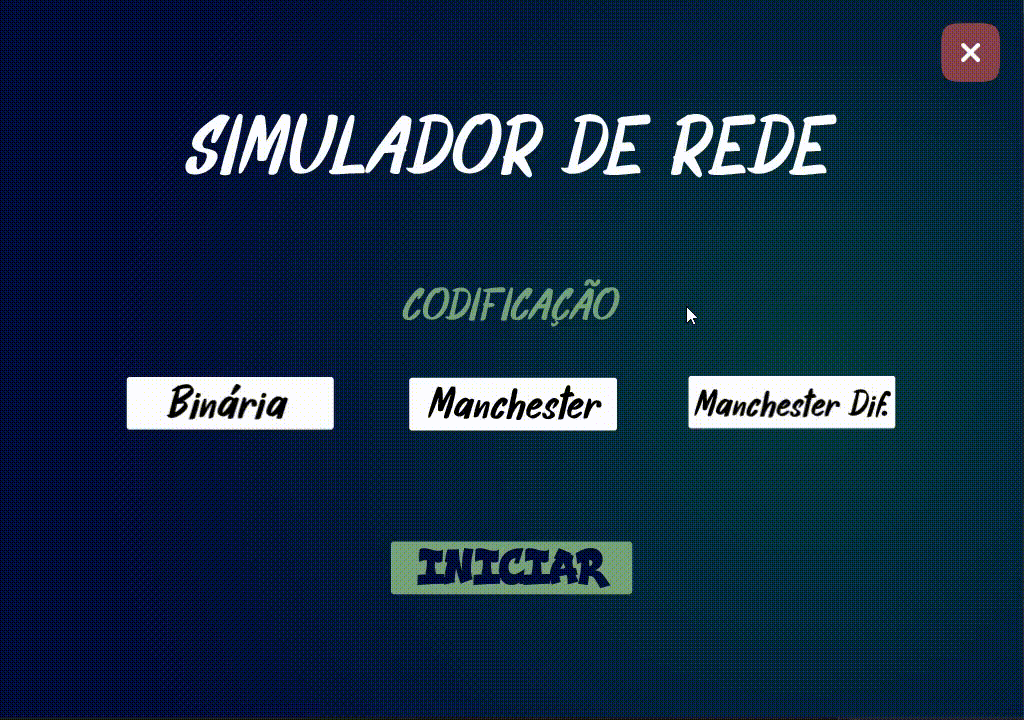 SIMULADOR DE REDE
CODIFICAÇÃO
Binária
Manchester
Manchester Dif.
INICIAR